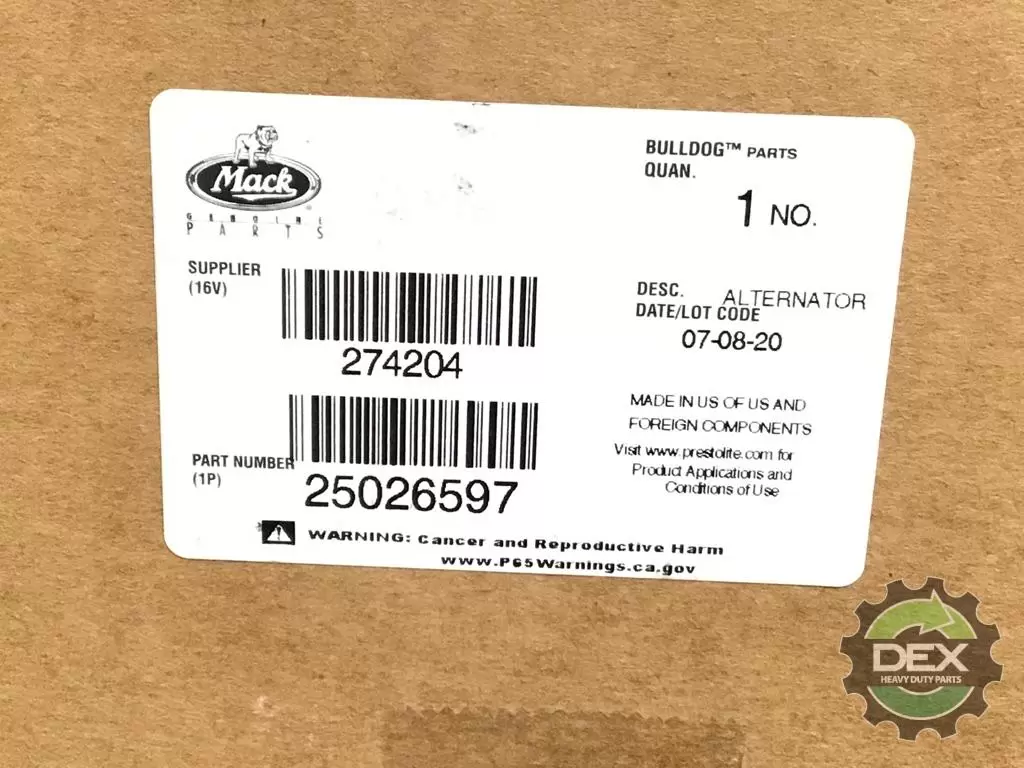 Mack
GENUINE
PARTS
BULLDOG™ PARTS
QUAN.
1 NO.
SUPPLIER
(16V)
274204
DESC. ALTERNATOR
DATE/LOT CODE
07-08-20
PART NUMBER
(1P)
25026597
MADE IN US OF US AND
FOREIGN COMPONENTS
Visit www.prestolite.com for
Product Applications and
Conditions of Use
WARNING: Cancer and Reproductive Harm
www.P65Warnings.ca.gov
DEX
HEAVY DUTY PARTS